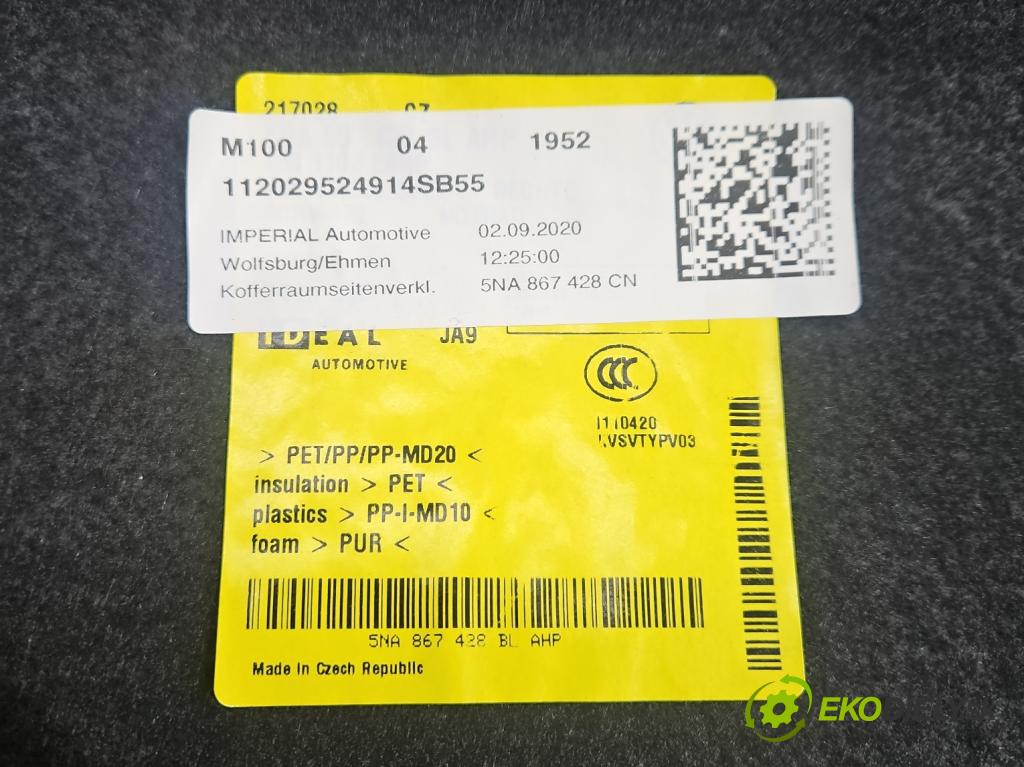 217028
M100 04 1952
112029524914SB55
IMPERIAL Automotive 02.09.2020
Wolfsburg/Ehmen 12:25:00
Kofferraumseitenverkl. 5NA 867 428 CN
IDEAL JA9
AUTOMOTIVE
CCC
> PET/PP/PP-MD20 <
insulation > PET <
plastics > PP-I-MD10 <
foam > PUR <
5NA 867 428 BL AHP
Made in Czech Republic
EKO